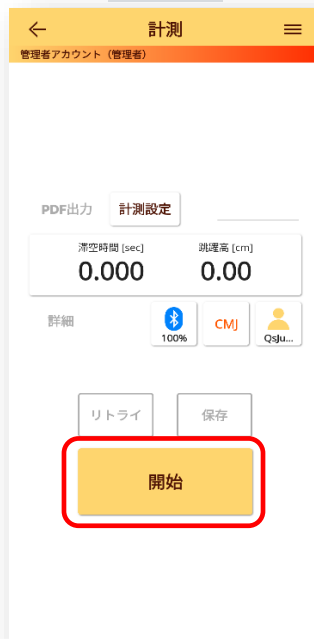 計測
管理者アカウント（管理者）
PDF出力 計測設定
滞空時間 [sec] 跳躍高 [cm]
0.000 0.00
詳細 100% CMJ QsJu...
リトライ 保存
開始